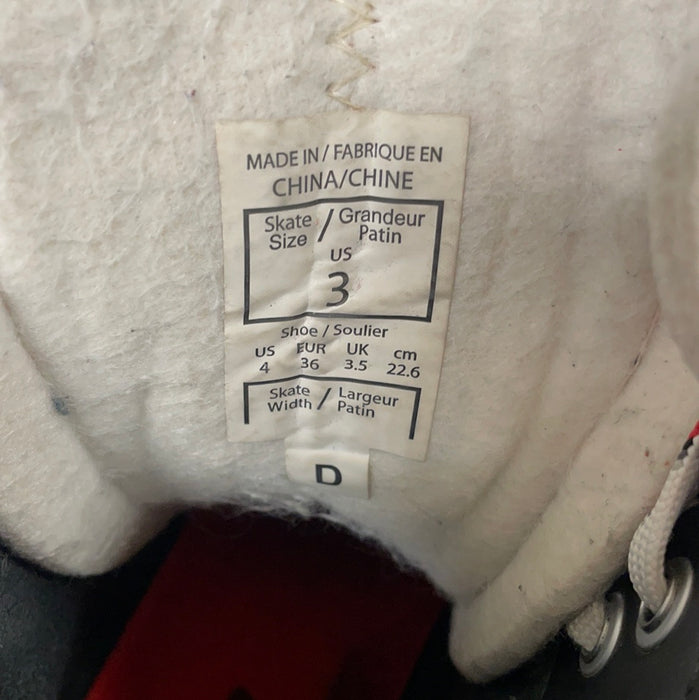 MADE IN / FABRIQUE EN
CHINA/CHINE
Skate Size / Grandeur Patin
US
3
Shoe / Soulier
US EUR UK cm
4 36 3.5 22.6
Skate Width / Largeur Patin
D